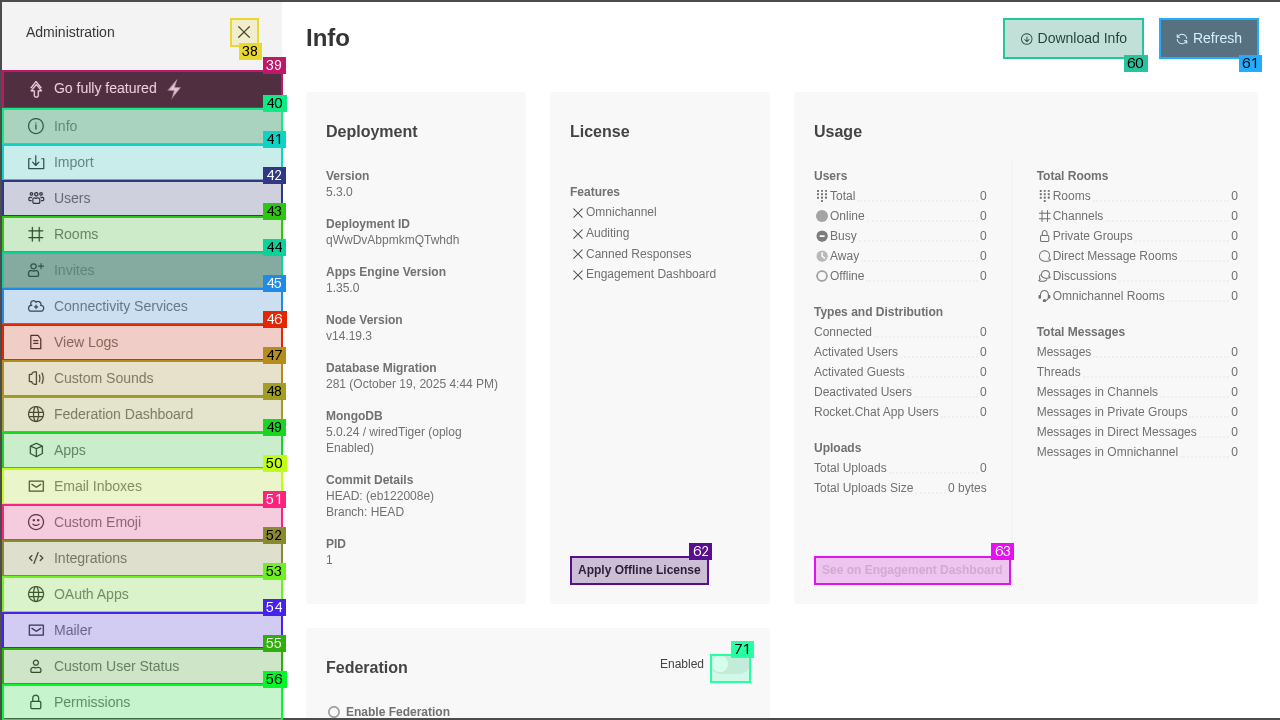 Administration
38
39
Go fully featured
40
Info
41
Import
42
Users
43
Rooms
44
Invites
45
Connectivity Services
46
View Logs
47
Custom Sounds
48
Federation Dashboard
49
Apps
50
Email Inboxes
51
Custom Emoji
52
Integrations
53
OAuth Apps
54
Mailer
55
Custom User Status
56
Permissions
Info
Download Info
60
Refresh
61
Deployment
Version
5.3.0
Deployment ID
qWwDvAbpmkmQTwhdh
Apps Engine Version
1.35.0
Node Version
v14.19.3
Database Migration
281 (October 19, 2025 4:44 PM)
MongoDB
5.0.24 / wiredTiger (oplog
Enabled)
Commit Details
HEAD: (eb122008e)
Branch: HEAD
PID
1
License
Features
Omnichannel
Auditing
Canned Responses
Engagement Dashboard
62
Apply Offline License
Usage
Users
Total 0
Online 0
Busy 0
Away 0
Offline 0
Types and Distribution
Connected 0
Activated Users 0
Activated Guests 0
Deactivated Users 0
Rocket.Chat App Users 0
Uploads
Total Uploads 0
Total Uploads Size 0 bytes
Total Rooms
Rooms 0
Channels 0
Private Groups 0
Direct Message Rooms 0
Discussions 0
Omnichannel Rooms 0
Total Messages
Messages 0
Threads 0
Messages in Channels 0
Messages in Private Groups 0
Messages in Direct Messages 0
Messages in Omnichannel 0
63
See on Engagement Dashboard
Federation
Enabled
71
Enable Federation